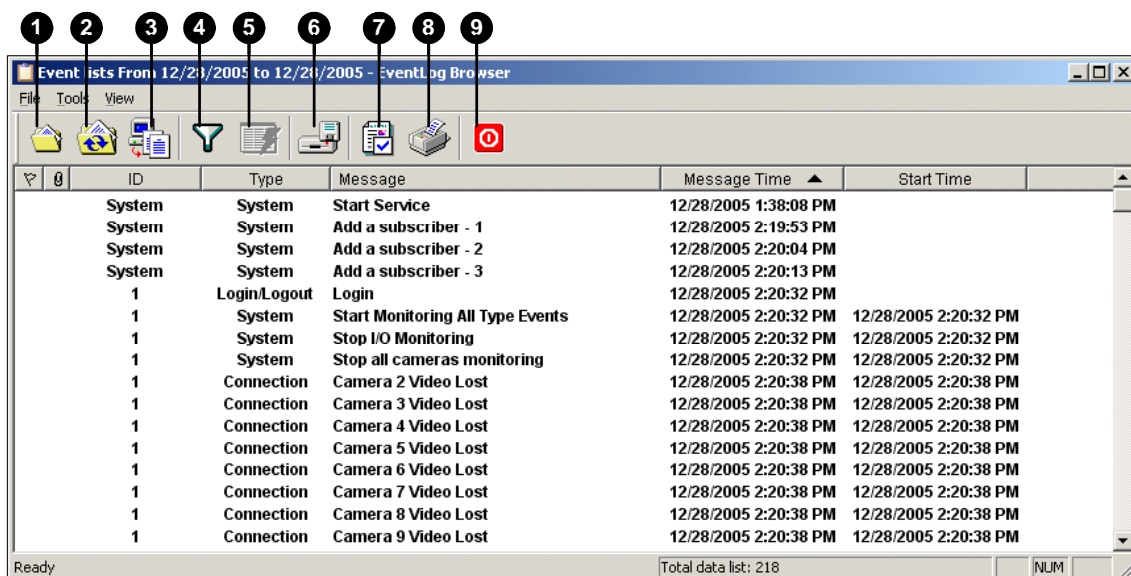 1 2 3 4 5 6 7 8 9
Event lists From 12/28/2005 to 12/28/2005 - EventLog Browser
File Tools View
ID Type Message Message Time Start Time
System System Start Service 12/28/2005 1:38:08 PM
System System Add a subscriber - 1 12/28/2005 2:19:53 PM
System System Add a subscriber - 2 12/28/2005 2:20:04 PM
System System Add a subscriber - 3 12/28/2005 2:20:13 PM
1 Login/Logout Login 12/28/2005 2:20:32 PM
1 System Start Monitoring All Type Events 12/28/2005 2:20:32 PM 12/28/2005 2:20:32 PM
1 System Stop I/O Monitoring 12/28/2005 2:20:32 PM 12/28/2005 2:20:32 PM
1 System Stop all cameras monitoring 12/28/2005 2:20:32 PM 12/28/2005 2:20:32 PM
1 Connection Camera 2 Video Lost 12/28/2005 2:20:38 PM 12/28/2005 2:20:38 PM
1 Connection Camera 3 Video Lost 12/28/2005 2:20:38 PM 12/28/2005 2:20:38 PM
1 Connection Camera 4 Video Lost 12/28/2005 2:20:38 PM 12/28/2005 2:20:38 PM
1 Connection Camera 5 Video Lost 12/28/2005 2:20:38 PM 12/28/2005 2:20:38 PM
1 Connection Camera 6 Video Lost 12/28/2005 2:20:38 PM 12/28/2005 2:20:38 PM
1 Connection Camera 7 Video Lost 12/28/2005 2:20:38 PM 12/28/2005 2:20:38 PM
1 Connection Camera 8 Video Lost 12/28/2005 2:20:38 PM 12/28/2005 2:20:38 PM
1 Connection Camera 9 Video Lost 12/28/2005 2:20:38 PM 12/28/2005 2:20:38 PM
Ready Total data list: 218 NUM